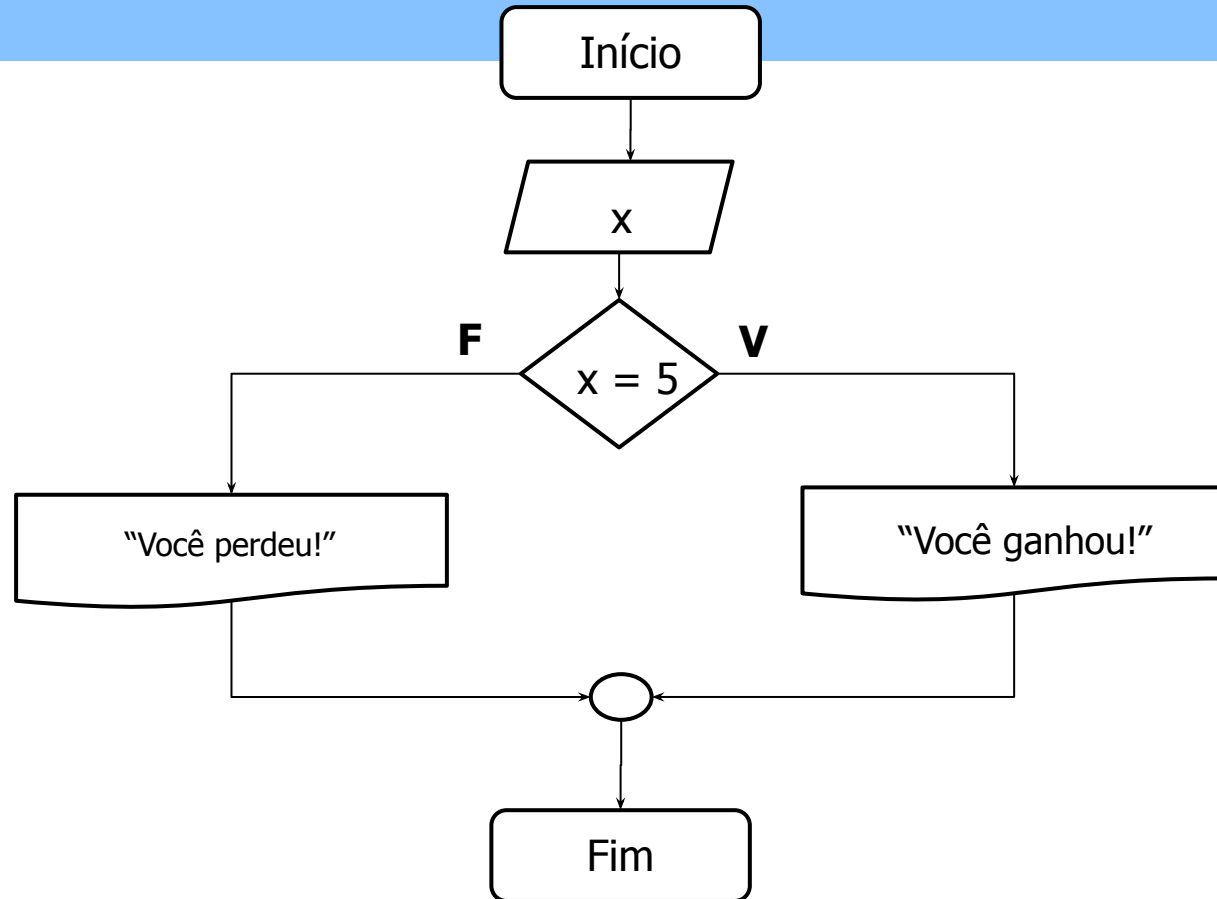 Início
x
F
V
x = 5
“Você perdeu!”
“Você ganhou!”
Fim